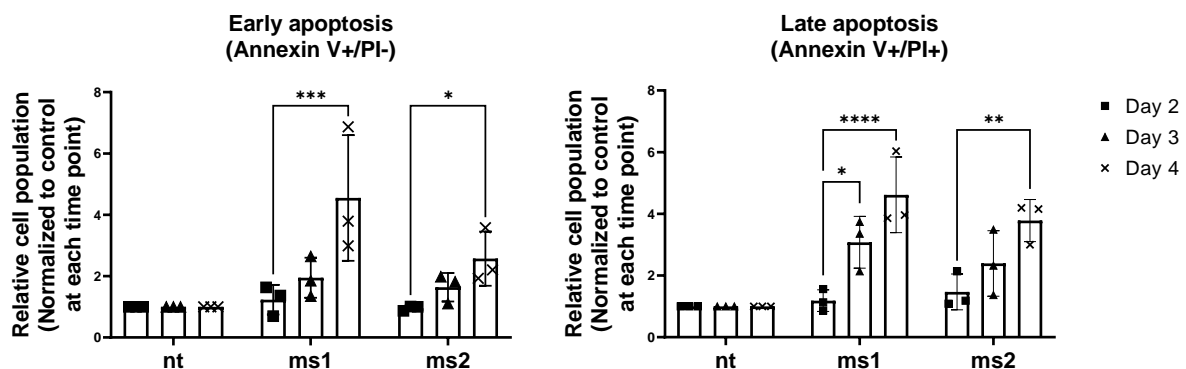 Early apoptosis
(Annexin V+/PI-)
Relative cell population
(Normalized to control
at each time point)
8
6
4
2
0
***
*
nt
ms1
ms2
Late apoptosis
(Annexin V+/PI+)
Relative cell population
(Normalized to control
at each time point)
8
6
4
2
0
****
*
**
nt
ms1
ms2
Day 2
Day 3
Day 4